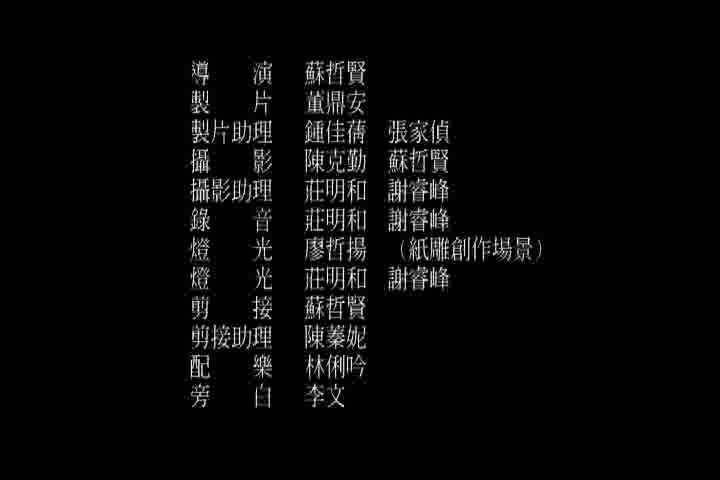 導　　演　蘇哲賢
製　　片　董鼎安
製片助理　鍾佳蒨　張家偵
攝　　影　陳克勤　蘇哲賢
攝影助理　莊明和　謝睿峰
錄　　音　莊明和　謝睿峰
燈　　光　廖哲揚　（紙雕創作場景）
燈　　光　莊明和　謝睿峰
剪　　接　蘇哲賢
剪接助理　陳蓁妮
配　　樂　林俐吟
旁　　白　李文